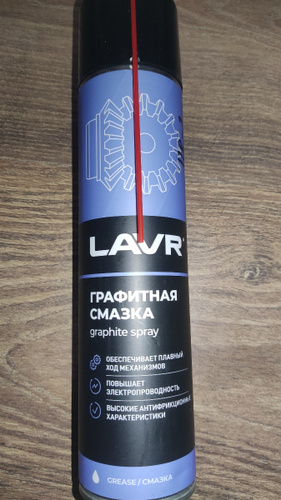 LAVR®
ГРАФИТНАЯ
СМАЗКА
graphite spray
ОБЕСПЕЧИВАЕТ ПЛАВНЫЙ
ХОД МЕХАНИЗМОВ
ПОВЫШАЕТ
ЭЛЕКТРОПРОВОДНОСТЬ
ВЫСОКИЕ АНТИФРИКЦИОННЫЕ
ХАРАКТЕРИСТИКИ
GREASE / СМАЗКА